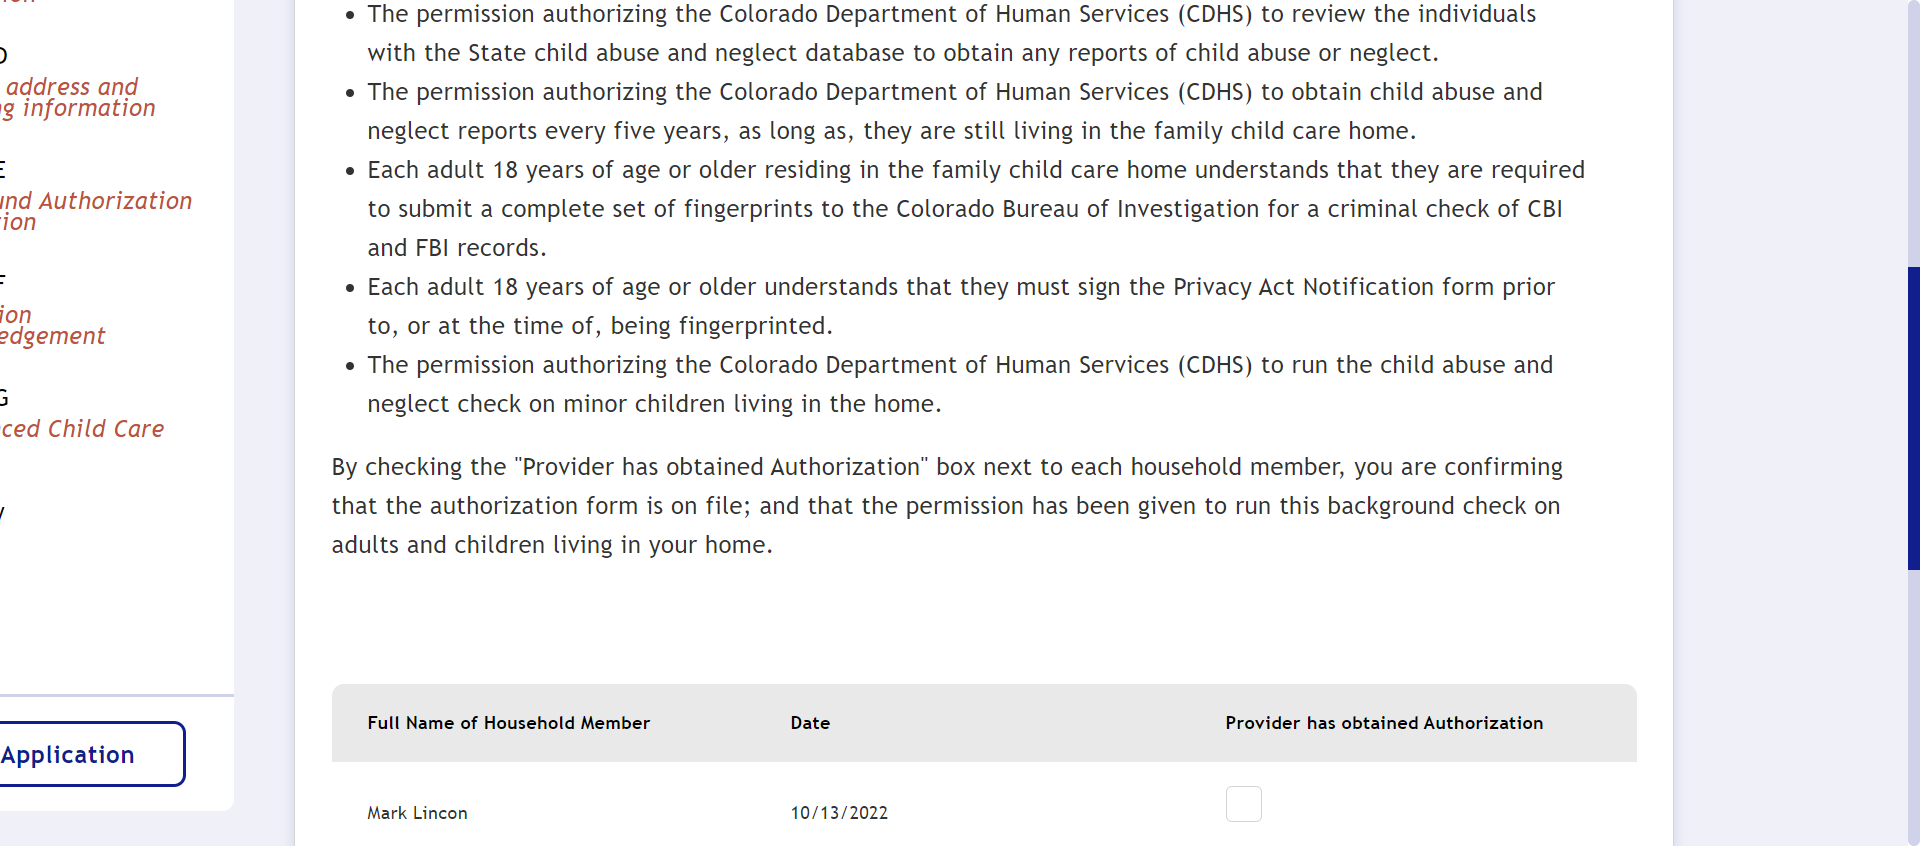 The permission authorizing the Colorado Department of Human Services (CDHS) to review the individuals
with the State child abuse and neglect database to obtain any reports of child abuse or neglect.
The permission authorizing the Colorado Department of Human Services (CDHS) to obtain child abuse and
neglect reports every five years, as long as, they are still living in the family child care home.
Each adult 18 years of age or older residing in the family child care home understands that they are required
to submit a complete set of fingerprints to the Colorado Bureau of Investigation for a criminal check of CBI
and FBI records.
Each adult 18 years of age or older understands that they must sign the Privacy Act Notification form prior
to, or at the time of, being fingerprinted.
The permission authorizing the Colorado Department of Human Services (CDHS) to run the child abuse and
neglect check on minor children living in the home.
By checking the "Provider has obtained Authorization" box next to each household member, you are confirming
that the authorization form is on file; and that the permission has been given to run this background check on
adults and children living in your home.
Full Name of Household Member Date Provider has obtained Authorization
Mark Lincon 10/13/2022
address and
information
E
Authorization
F
G
Child Care
Application